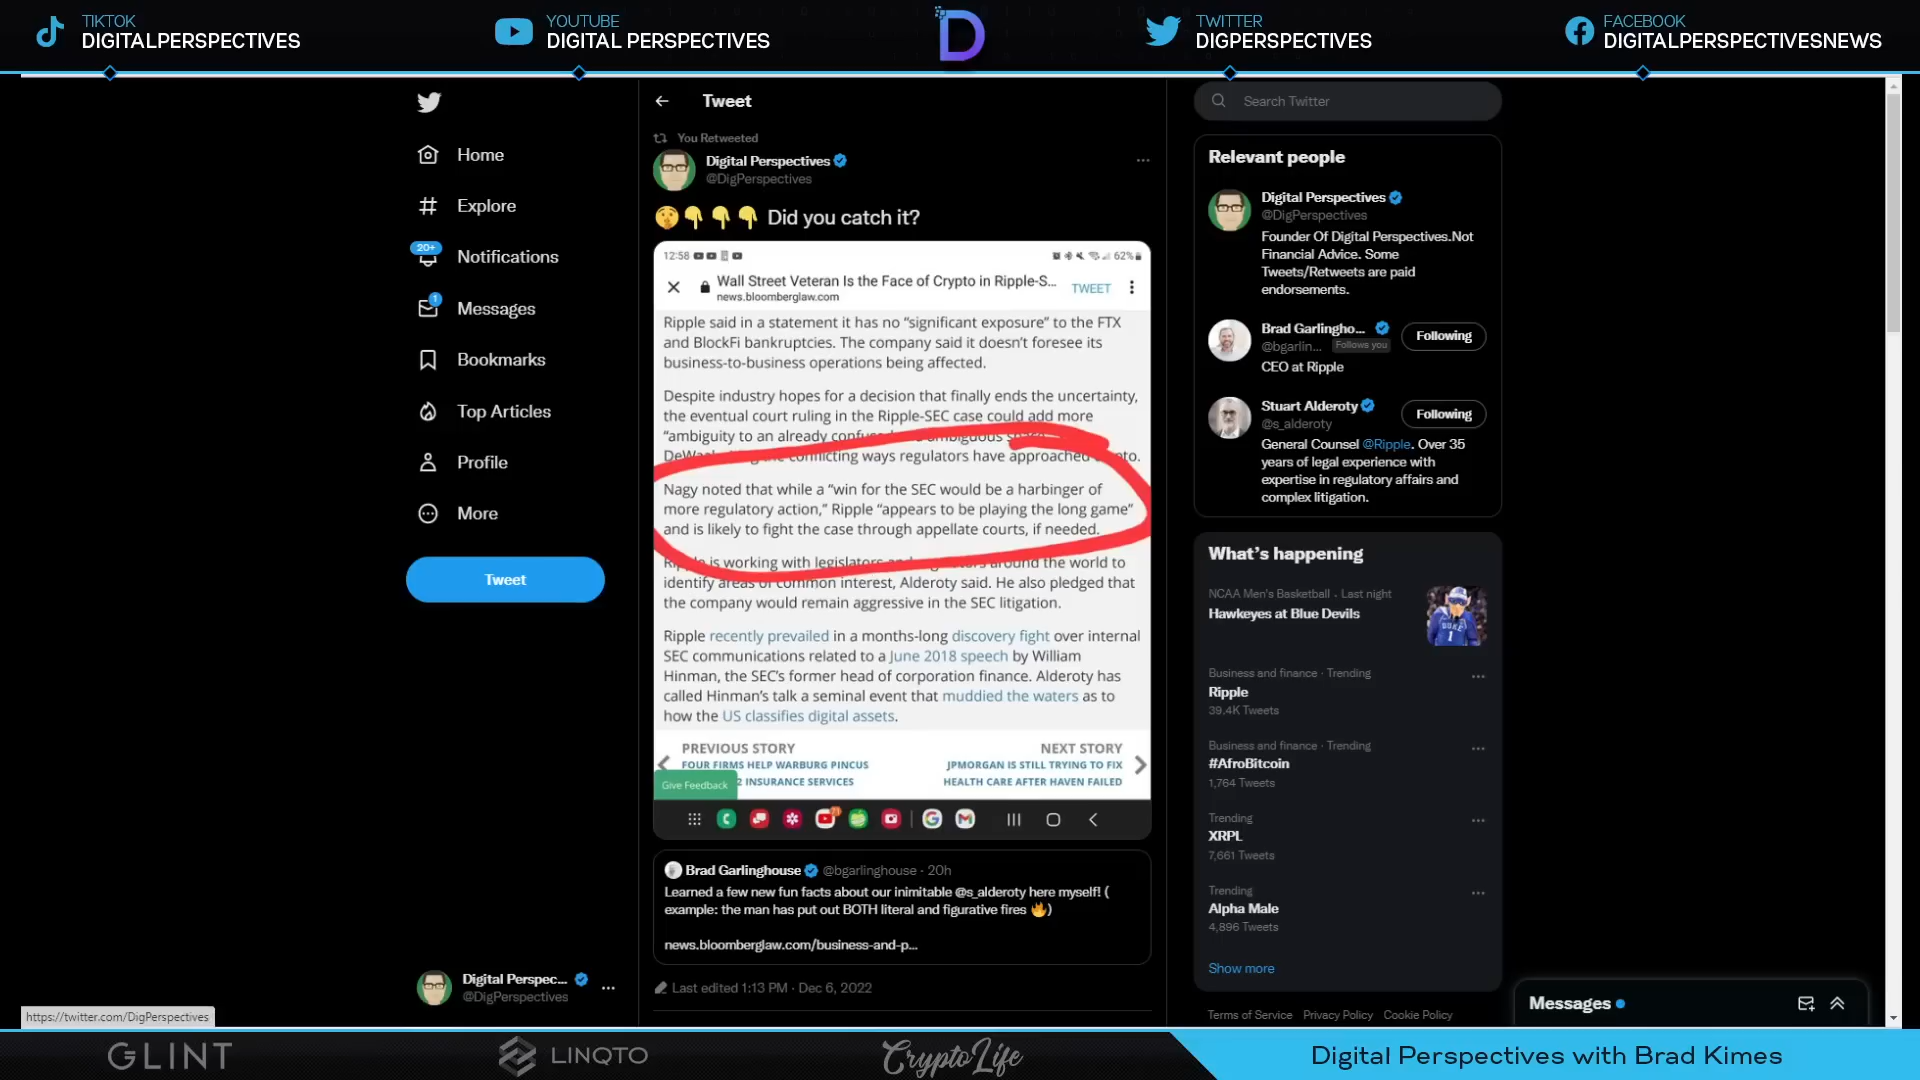 TIKTOK
DIGITALPERSPECTIVES
YOUTUBE
DIGITAL PERSPECTIVES
D
TWITTER
DIGPERSPECTIVES
FACEBOOK
DIGITALPERSPECTIVESNEWS
Home
Explore
20+
Notifications
1
Messages
Bookmarks
Top Articles
Profile
More
Tweet
Digital Perspec...
@DigPerspectives
https://twitter.com/DigPerspectives
Tweet
You Retweeted
Digital Perspectives
@DigPerspectives
Did you catch it?
12:58
62%
Wall Street Veteran Is the Face of Crypto in Ripple-S...
news.bloomberglaw.com
TWEET
Ripple said in a statement it has no “significant exposure” to the FTX
and BlockFi bankruptcies. The company said it doesn’t foresee its
business-to-business operations being affected.
Despite industry hopes for a decision that finally ends the uncertainty,
the eventual court ruling in the Ripple-SEC case could add more
“ambiguity to an already ambiguous
conflicting ways regulators have approached
Nagy noted that while a “win for the SEC would be a harbinger of
more regulatory action,” Ripple “appears to be playing the long game”
and is likely to fight the case through appellate courts, if needed.
is working with legislators around the world to
identify areas of common interest, Alderoty said. He also pledged that
the company would remain aggressive in the SEC litigation.
Ripple recently prevailed in a months-long discovery fight over internal
SEC communications related to a June 2018 speech by William
Hinman, the SEC’s former head of corporation finance. Alderoty has
called Hinman’s talk a seminal event that muddied the waters as to
how the US classifies digital assets.
PREVIOUS STORY
FOUR FIRMS HELP WARBURG PINCUS
2 INSURANCE SERVICES
Give Feedback
NEXT STORY
JPMORGAN IS STILL TRYING TO FIX
HEALTH CARE AFTER HAVEN FAILED
Brad Garlinghouse @bgarlinghouse · 20h
Learned a few new fun facts about our inimitable @s_alderoty here myself! (
example: the man has put out BOTH literal and figurative fires 🔥)
news.bloomberglaw.com/business-and-p...
Last edited 1:13 PM · Dec 6, 2022
Search Twitter
Relevant people
Digital Perspectives
@DigPerspectives
Founder Of Digital Perspectives.Not
Financial Advice. Some
Tweets/Retweets are paid
endorsements.
Brad Garlingho...
@bgarlin... Follows you
Following
CEO at Ripple
Stuart Alderoty
@s_alderoty
Following
General Counsel @Ripple. Over 35
years of legal experience with
expertise in regulatory affairs and
complex litigation.
What’s happening
NCAA Men's Basketball · Last night
Hawkeyes at Blue Devils
DUKE
1
Business and finance · Trending
Ripple
39.4K Tweets
Business and finance · Trending
#AfroBitcoin
1,764 Tweets
Trending
XRPL
7,661 Tweets
Trending
Alpha Male
4,896 Tweets
Show more
Terms of Service Privacy Policy Cookie Policy
Messages
GLINT
LINQTO
CryptoLife
Digital Perspectives with Brad Kimes